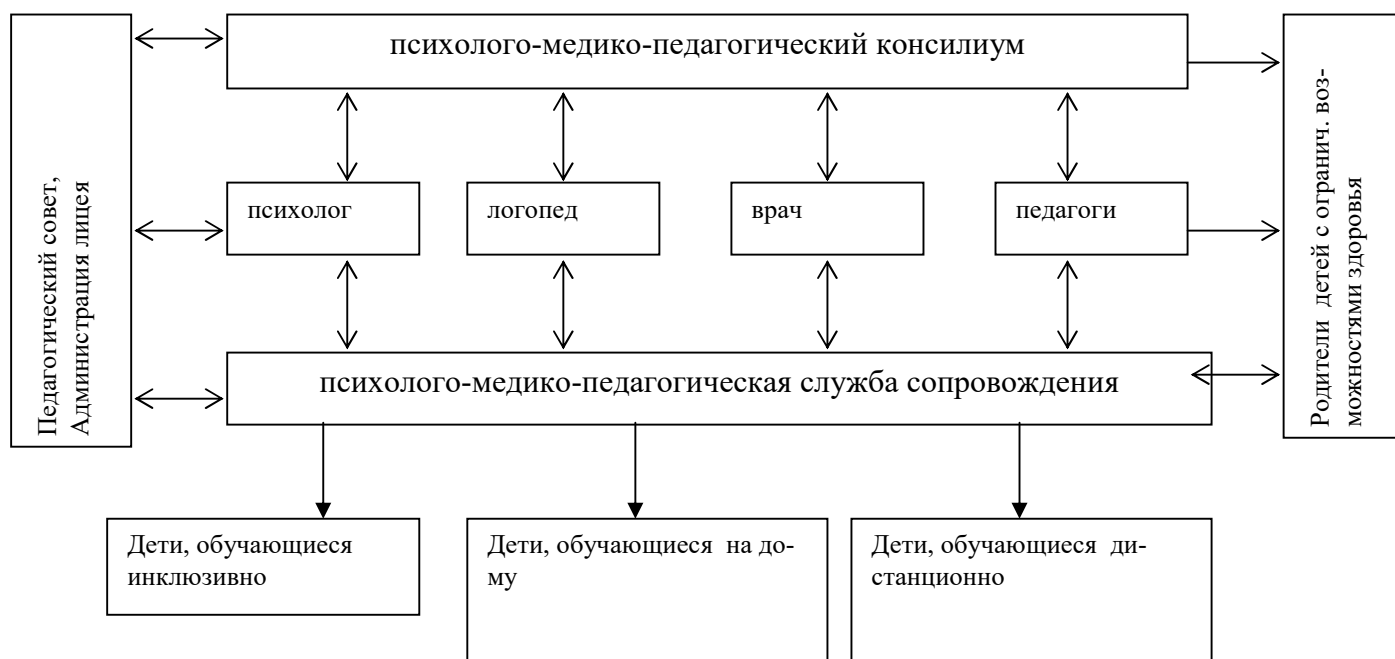 психолого-медико-педагогический консилиум
Педагогический совет,
Администрация лицея
Родители детей с огранич. воз-
можностями здоровья
психолог
логопед
врач
педагоги
психолого-медико-педагогическая служба сопровождения
Дети, обучающиеся
инклюзивно
Дети, обучающиеся на до-
му
Дети, обучающиеся ди-
станционно